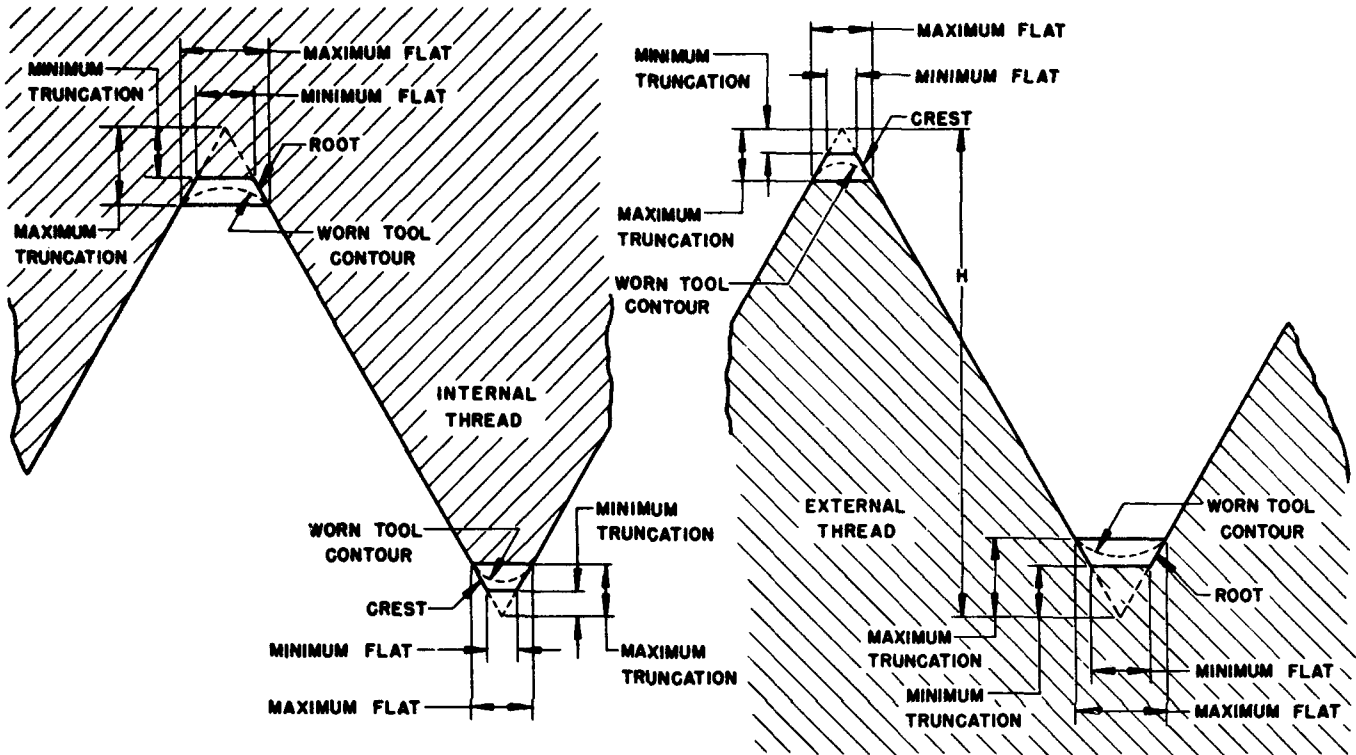 MAXIMUM FLAT
MINIMUM
TRUNCATION
MINIMUM FLAT
ROOT
MAXIMUM
TRUNCATION
WORN TOOL
CONTOUR
INTERNAL
THREAD
WORN TOOL
CONTOUR
MINIMUM
TRUNCATION
CREST
MINIMUM FLAT
MAXIMUM
TRUNCATION
MAXIMUM FLAT
MAXIMUM FLAT
MINIMUM
TRUNCATION
MINIMUM FLAT
CREST
MAXIMUM
TRUNCATION
WORN TOOL
CONTOUR
H
EXTERNAL
THREAD
WORN TOOL
CONTOUR
ROOT
MAXIMUM
TRUNCATION
MINIMUM FLAT
MINIMUM
TRUNCATION
MAXIMUM FLAT